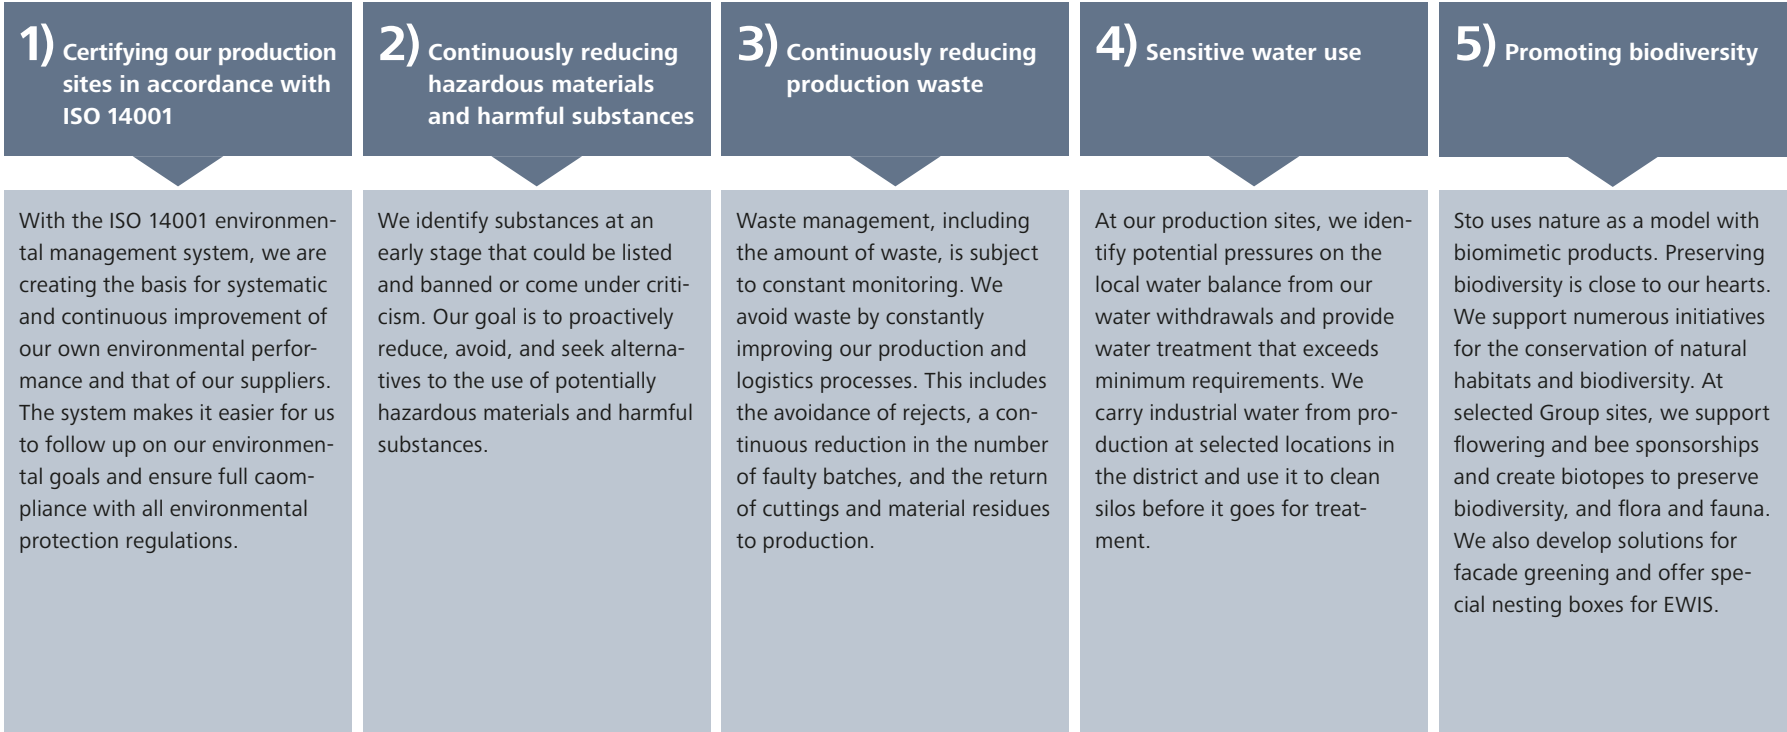 1) Certifying our production
sites in accordance with
ISO 14001
With the ISO 14001 environmen-
tal management system, we are
creating the basis for systematic
and continuous improvement of
our own environmental perfor-
mance and that of our suppliers.
The system makes it easier for us
to follow up on our environmen-
tal goals and ensure full caom-
pliance with all environmental
protection regulations.
2) Continuously reducing
hazardous materials
and harmful substances
We identify substances at an
early stage that could be listed
and banned or come under criti-
cism. Our goal is to proactively
reduce, avoid, and seek alterna-
tives to the use of potentially
hazardous materials and harmful
substances.
3) Continuously reducing
production waste
Waste management, including
the amount of waste, is subject
to constant monitoring. We
avoid waste by constantly
improving our production and
logistics processes. This includes
the avoidance of rejects, a con-
tinuous reduction in the number
of faulty batches, and the return
of cuttings and material residues
to production.
4) Sensitive water use
At our production sites, we iden-
tify potential pressures on the
local water balance from our
water withdrawals and provide
water treatment that exceeds
minimum requirements. We
carry industrial water from pro-
duction at selected locations in
the district and use it to clean
silos before it goes for treat-
ment.
5) Promoting biodiversity
Sto uses nature as a model with
biomimetic products. Preserving
biodiversity is close to our hearts.
We support numerous initiatives
for the conservation of natural
habitats and biodiversity. At
selected Group sites, we support
flowering and bee sponsorships
and create biotopes to preserve
biodiversity, and flora and fauna.
We also develop solutions for
facade greening and offer spe-
cial nesting boxes for EWIS.